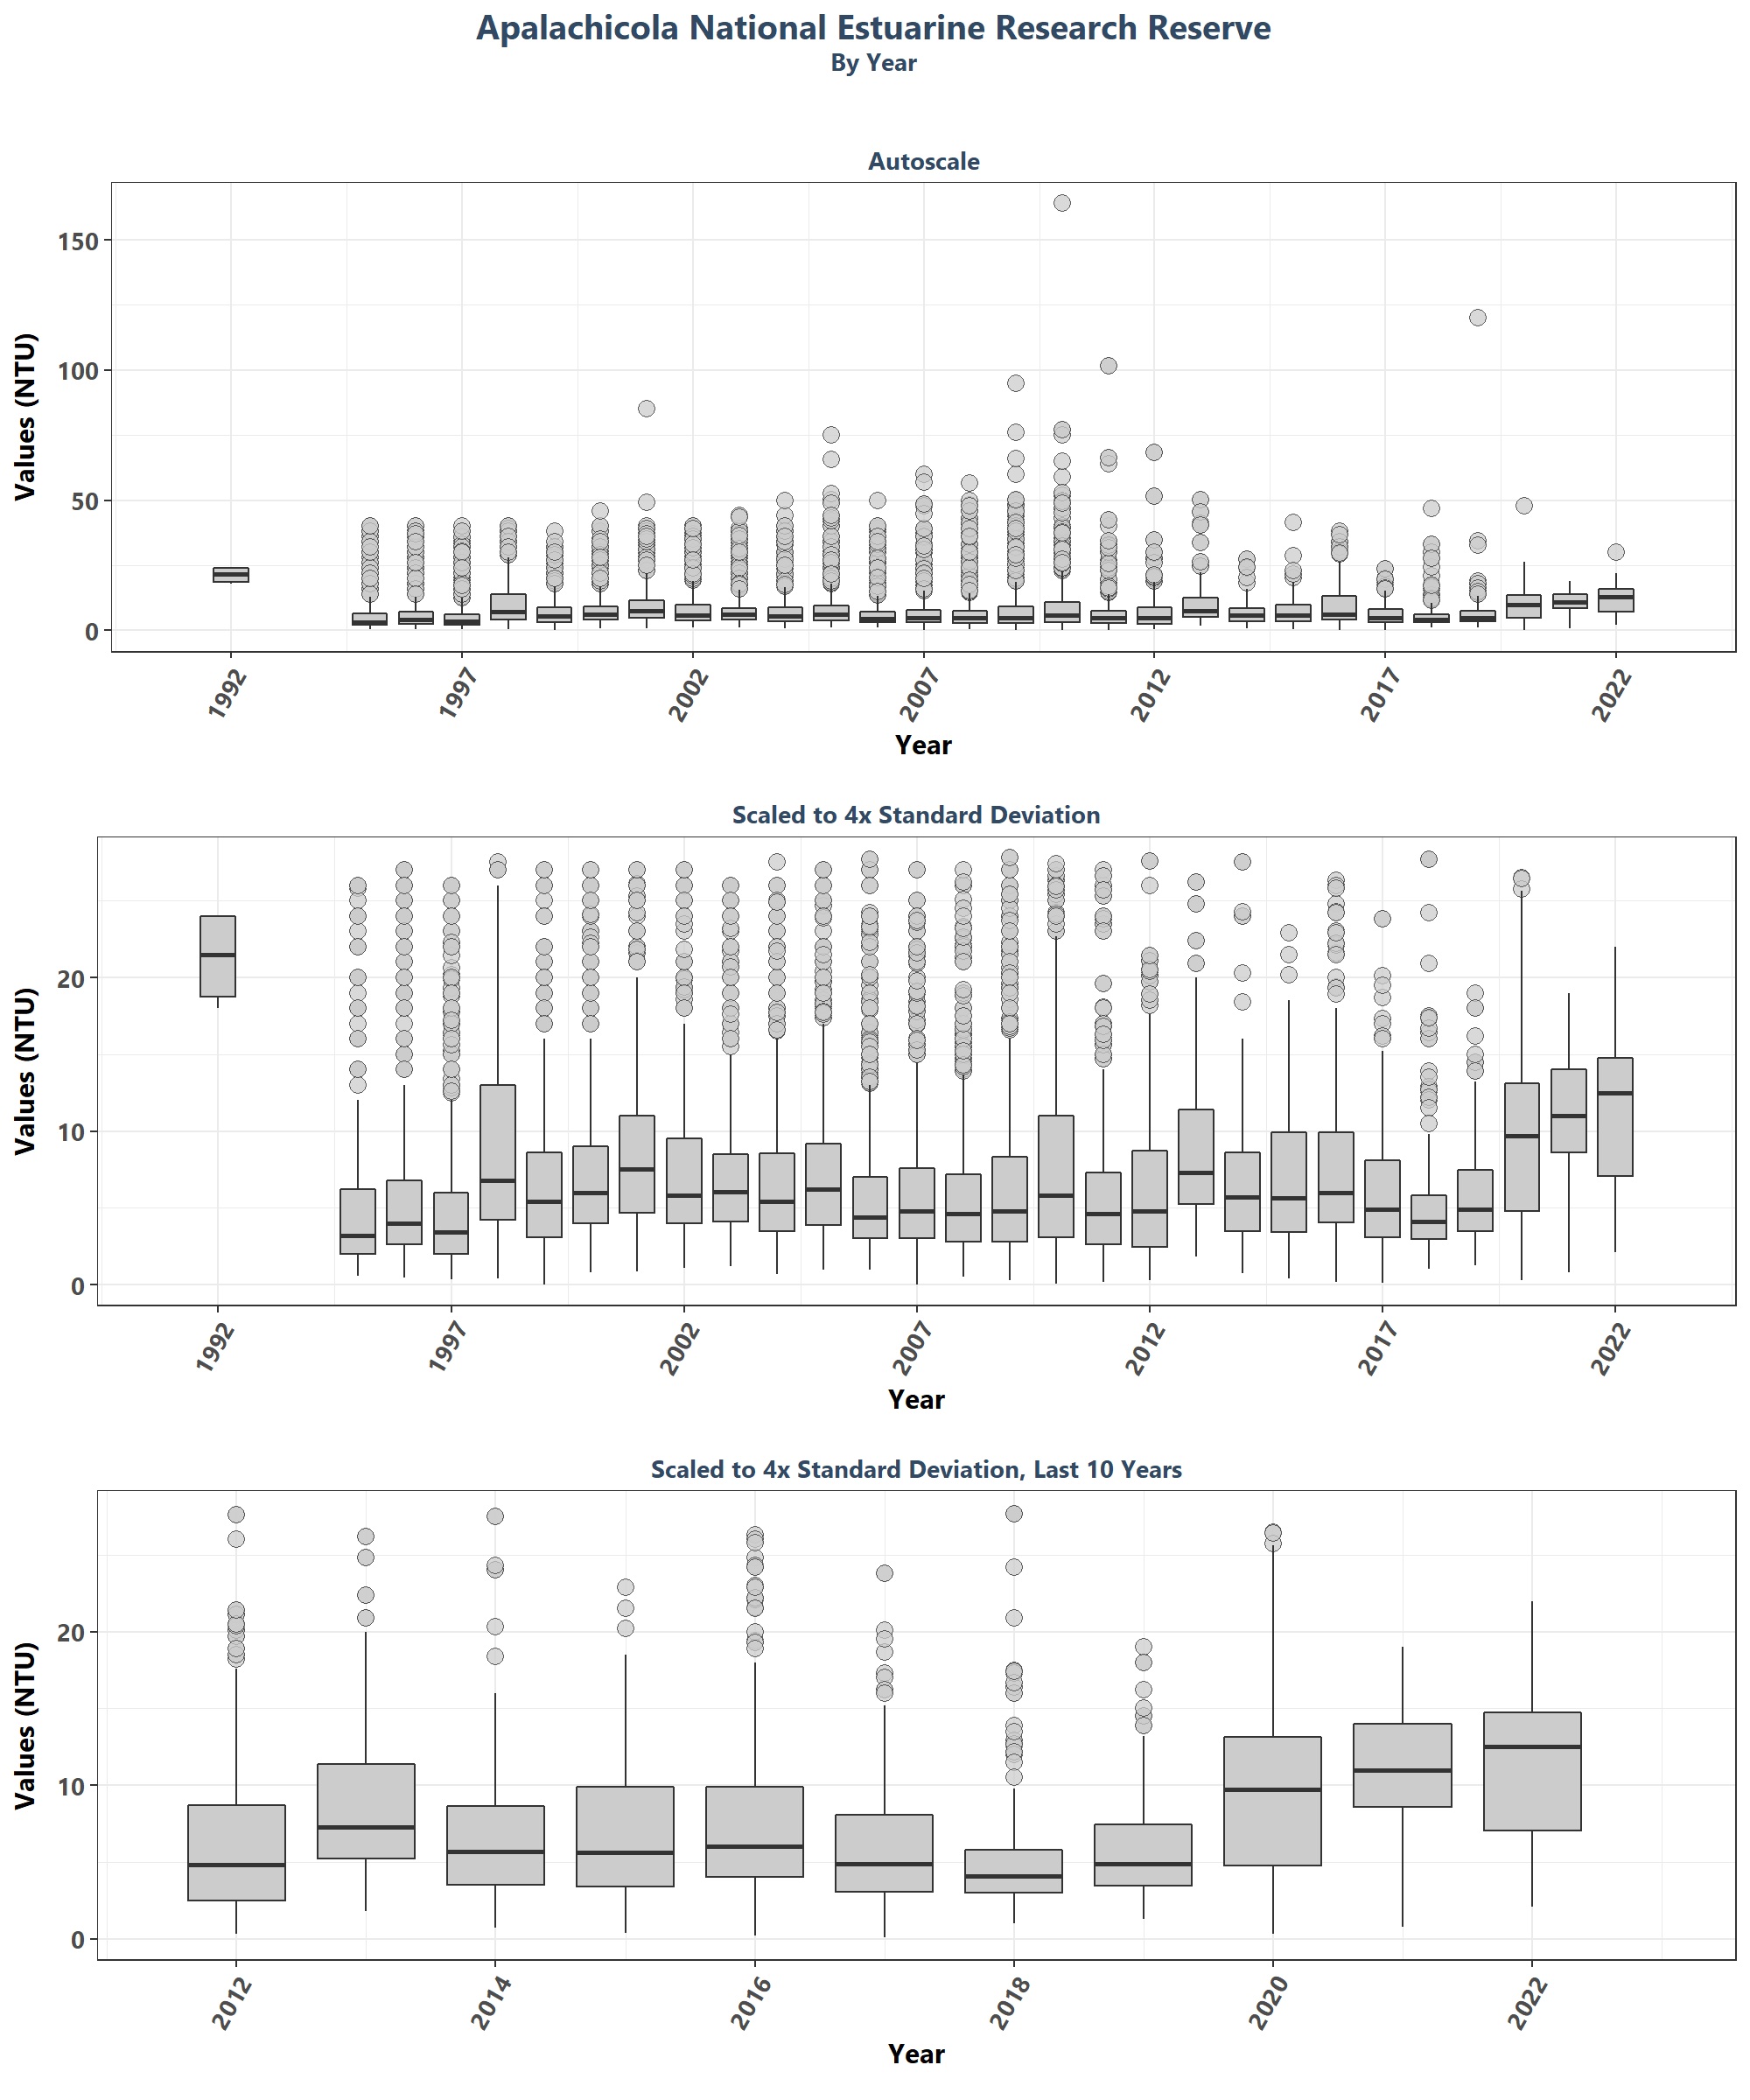 Apalachicola National Estuarine Research Reserve
By Year
Autoscale
Values (NTU)
150
100
50
0
1992
1997
2002
2007
2012
2017
2022
Year
Scaled to 4x Standard Deviation
Values (NTU)
20
10
0
1992
1997
2002
2007
2012
2017
2022
Year
Scaled to 4x Standard Deviation, Last 10 Years
Values (NTU)
20
10
0
2012
2014
2016
2018
2020
2022
Year